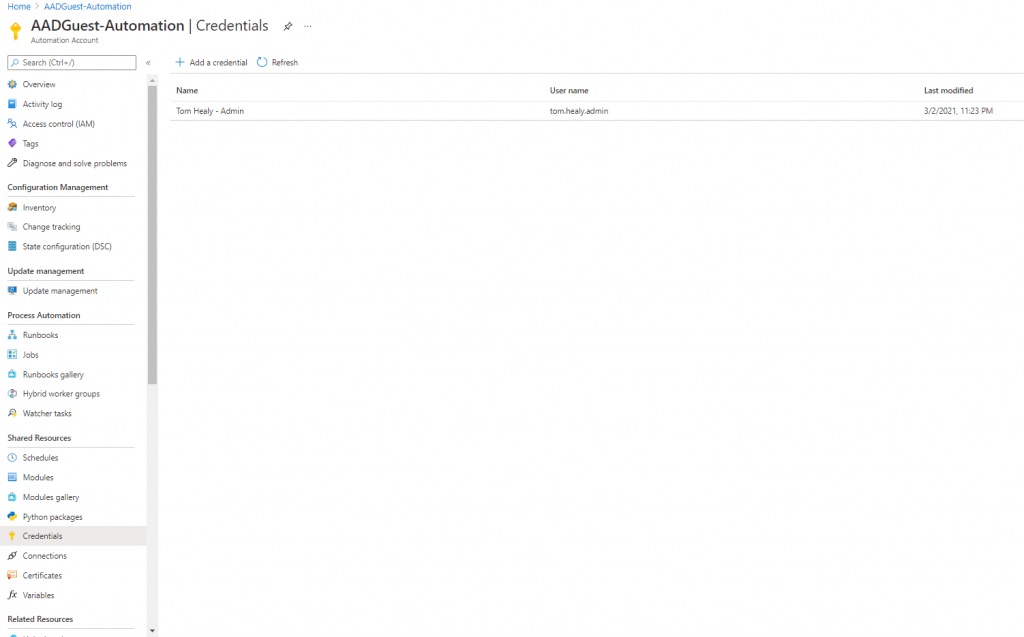 Home > AADGuest-Automation
AADGuest-Automation | Credentials ...
Automation Account
Search (Ctrl+/) «
+ Add a credential Refresh
Overview
Activity log
Access control (IAM)
Tags
Diagnose and solve problems
Configuration Management
Inventory
Change tracking
State configuration (DSC)
Update management
Update management
Process Automation
Runbooks
Jobs
Runbooks gallery
Hybrid worker groups
Watcher tasks
Shared Resources
Schedules
Modules
Modules gallery
Python packages
Credentials
Connections
Certificates
fx Variables
Related Resources
Name User name Last modified
Tom Healy - Admin tom.healy.admin 3/2/2021, 11:23 PM